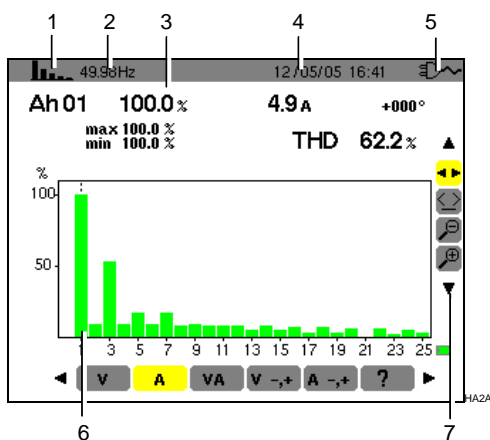 1 2 3 4 5
49.98Hz 12/05/05 16:41
Ah 01 100.0 % 4.9 A +000°
max 100.0 %
min 100.0 %
THD 62.2 %
%
100
50
1 3 5 7 9 11 13 15 17 19 21 23 25
V A VA V -,+ A -,+ ?
HA2A
6 7